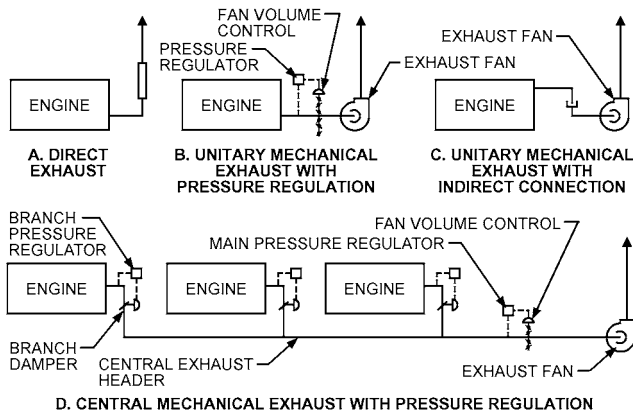 FAN VOLUME
CONTROL
PRESSURE
REGULATOR
EXHAUST FAN
EXHAUST FAN
ENGINE
ENGINE
ENGINE
A. DIRECT
EXHAUST
B. UNITARY MECHANICAL
EXHAUST WITH
PRESSURE REGULATION
C. UNITARY MECHANICAL
EXHAUST WITH
INDIRECT CONNECTION
BRANCH
PRESSURE
REGULATOR
FAN VOLUME CONTROL
MAIN PRESSURE REGULATOR
ENGINE
ENGINE
ENGINE
BRANCH
DAMPER
CENTRAL EXHAUST
HEADER
EXHAUST FAN
D. CENTRAL MECHANICAL EXHAUST WITH PRESSURE REGULATION